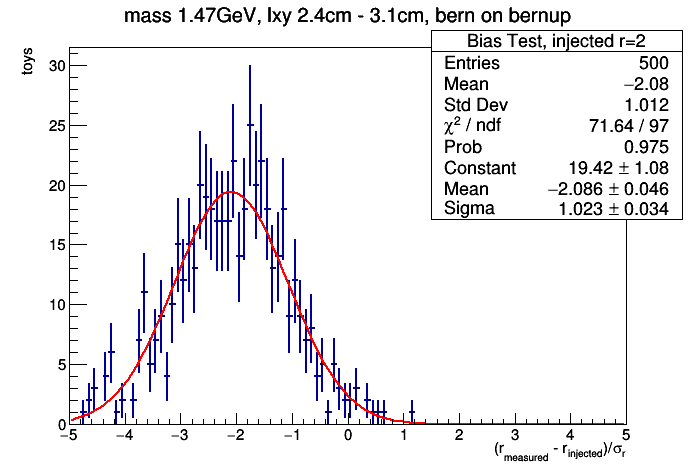 mass 1.47GeV, lxy 2.4cm - 3.1cm, bern on bernup
Bias Test, injected r=2
Entries 500
Mean −2.08
Std Dev 1.012
χ² / ndf 71.64 / 97
Prob 0.975
Constant 19.42 ± 1.08
Mean −2.086 ± 0.046
Sigma 1.023 ± 0.034
toys
30
25
20
15
10
5
0
−5 −4 −3 −2 −1 0 1 2 3 4 5
(r_measured - r_injected)/σ_r